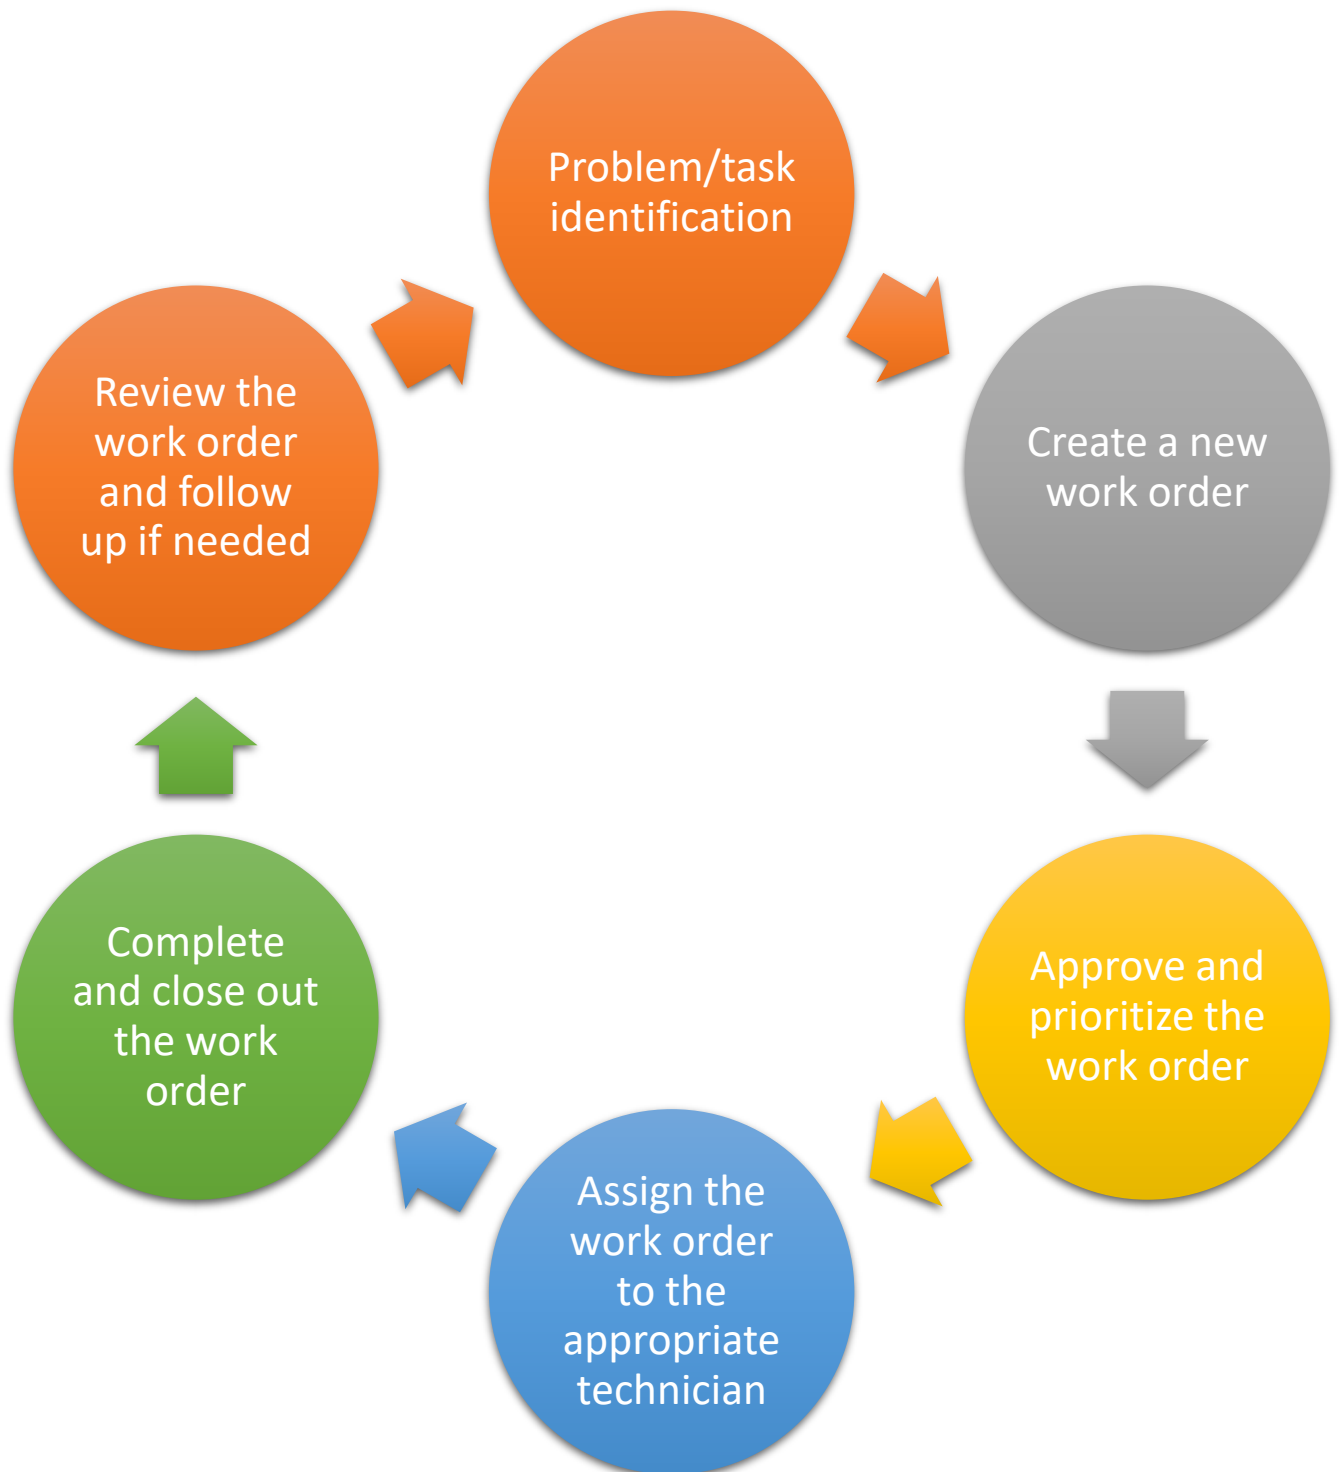 Problem/task
identification
Create a new
work order
Approve and
prioritize the
work order
Assign the
work order
to the
appropriate
technician
Complete
and close out
the work
order
Review the
work order
and follow
up if needed